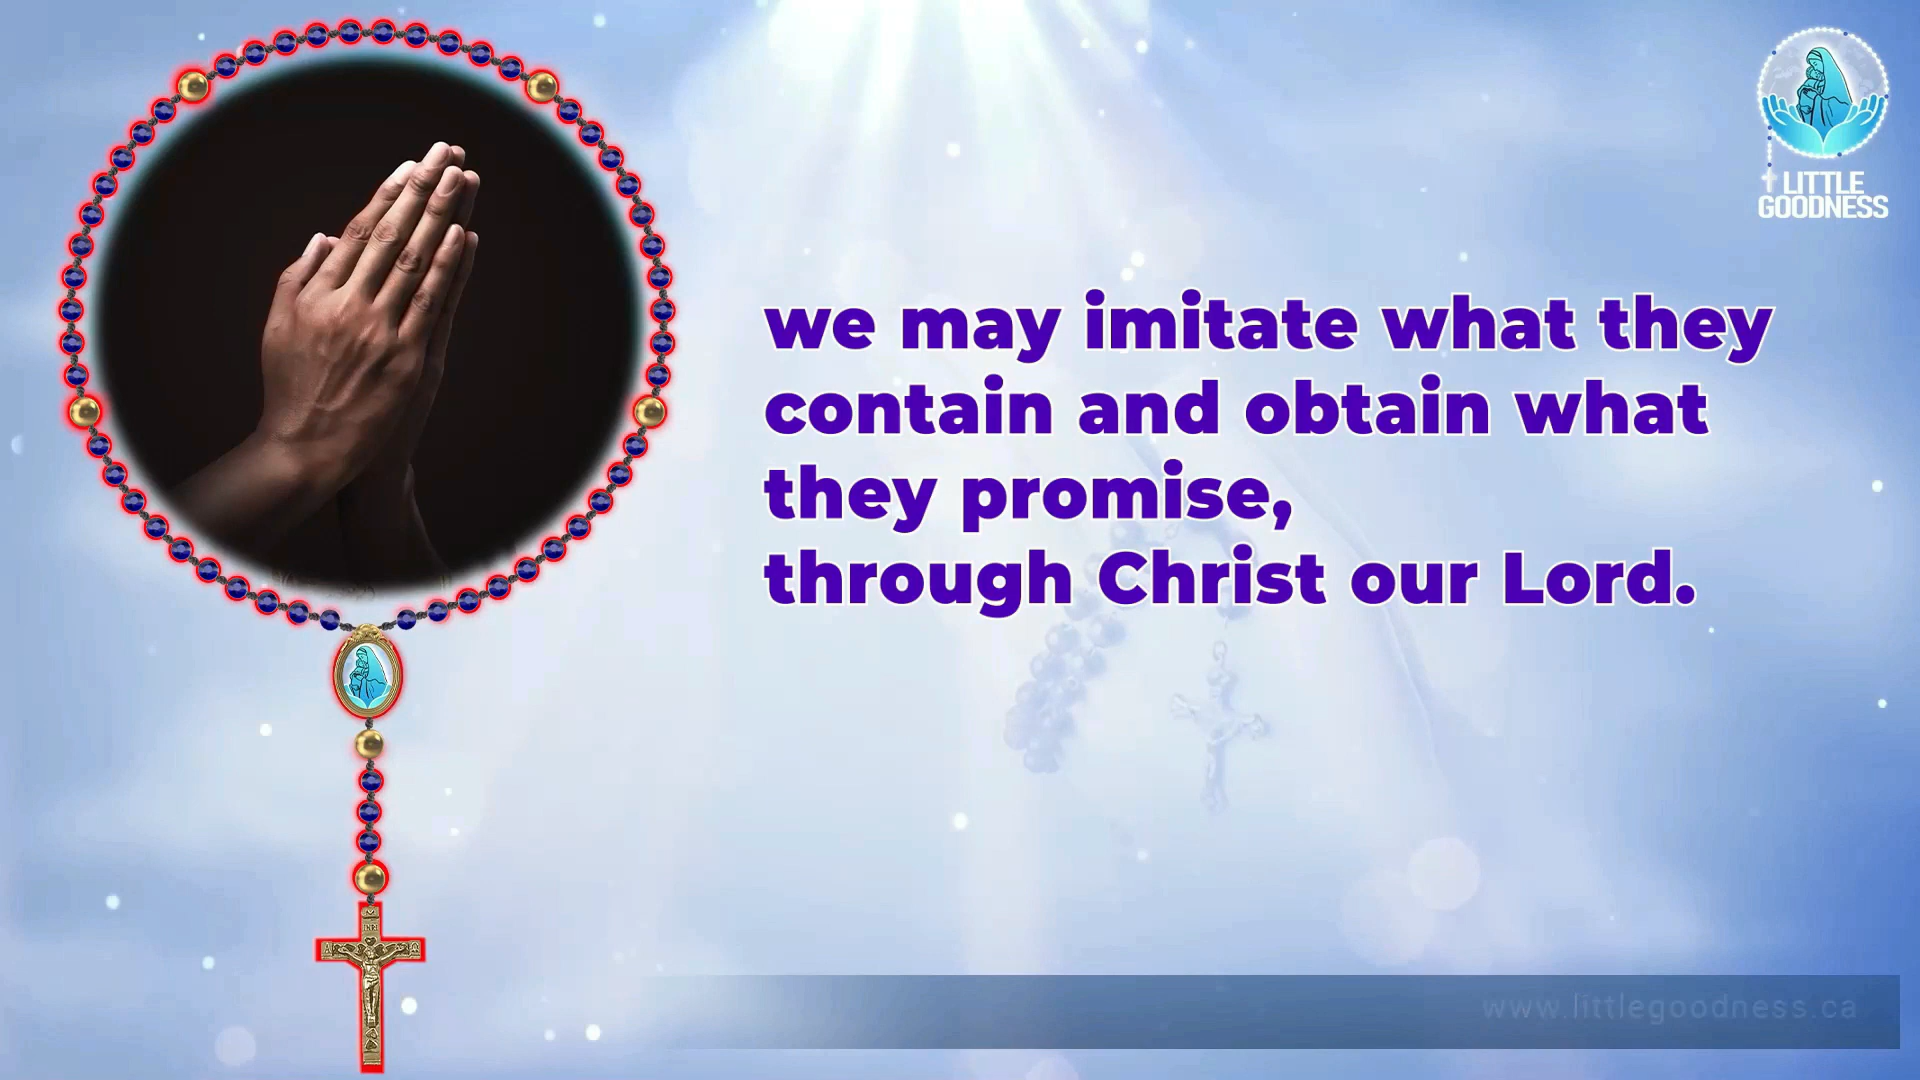 LITTLE
GOODNESS
we may imitate what they
contain and obtain what
they promise,
through Christ our Lord.
INRI
www.littlegoodness.ca